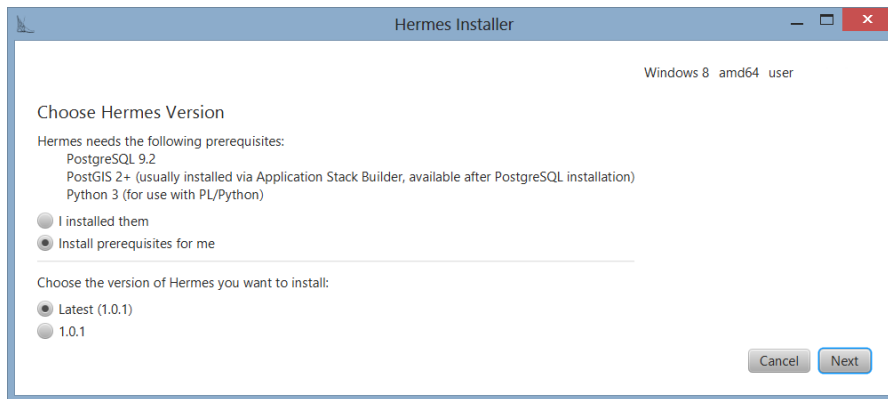 Hermes Installer
Windows 8 amd64 user
Choose Hermes Version
Hermes needs the following prerequisites:
PostgreSQL 9.2
PostGIS 2+ (usually installed via Application Stack Builder, available after PostgreSQL installation)
Python 3 (for use with PL/Python)
I installed them
Install prerequisites for me
Choose the version of Hermes you want to install:
Latest (1.0.1)
1.0.1
Cancel Next